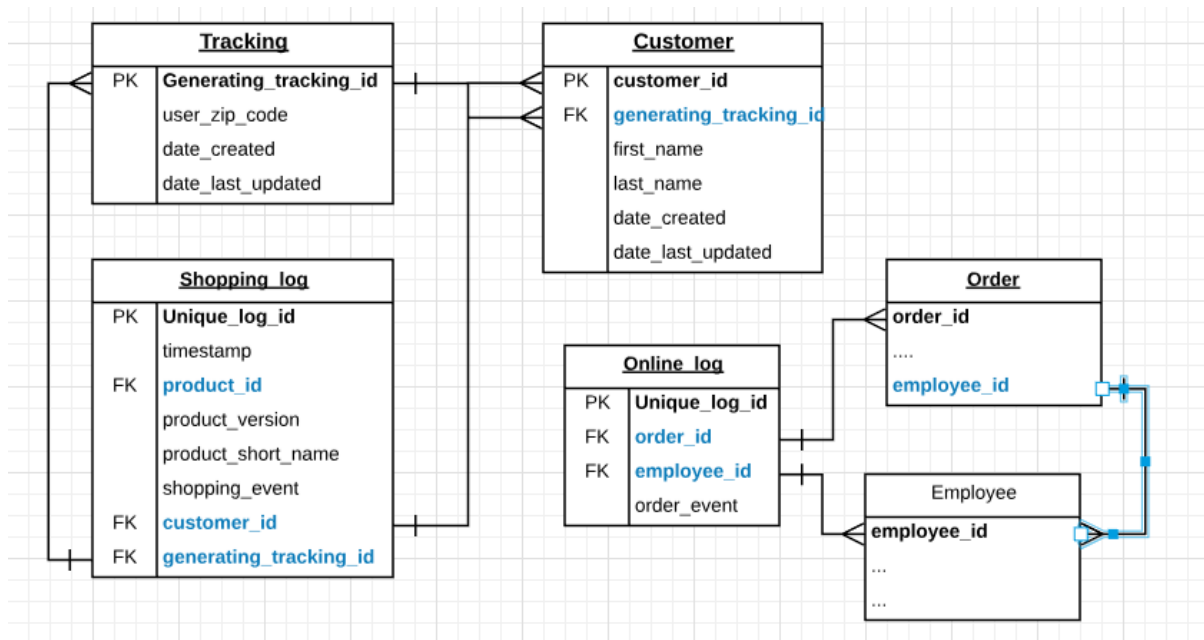 Tracking
PK Generating_tracking_id
user_zip_code
date_created
date_last_updated
Customer
PK customer_id
FK generating_tracking_id
first_name
last_name
date_created
date_last_updated
Shopping_log
PK Unique_log_id
timestamp
FK product_id
product_version
product_short_name
shopping_event
FK customer_id
FK generating_tracking_id
Online_log
PK Unique_log_id
FK order_id
FK employee_id
order_event
Order
order_id
....
employee_id
Employee
employee_id
...
...